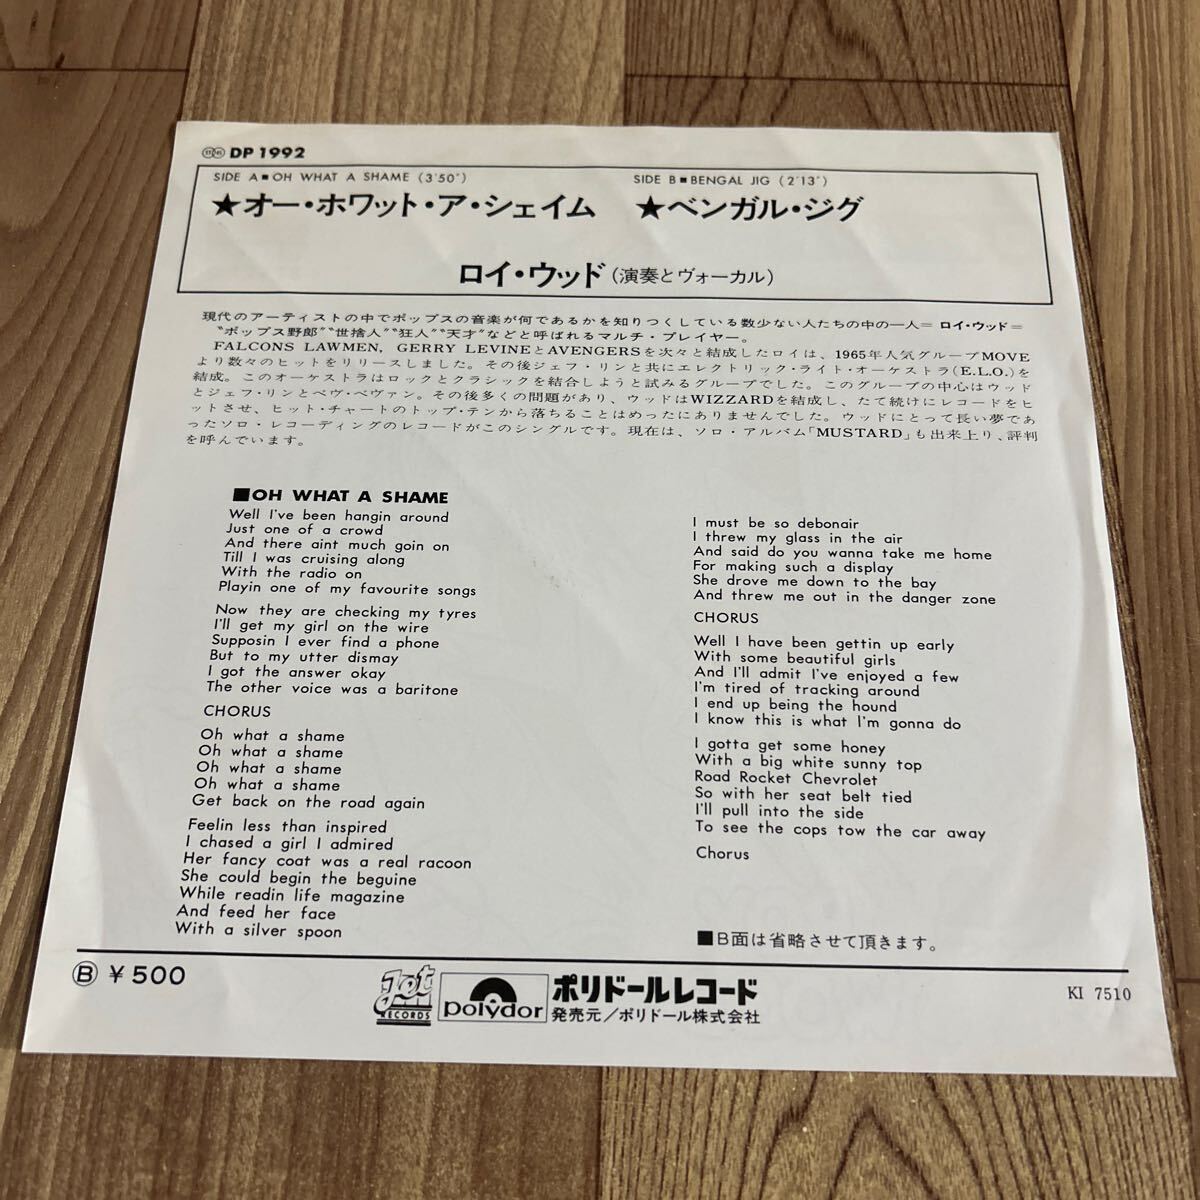 DP 1992
SIDE A■OH WHAT A SHAME (3'50")
★オー・ホワット・ア・シェイム
SIDE B■BENGAL JIG (2'13")
★ベンガル・ジグ
ロイ・ウッド(演奏とヴォーカル)
現代のアーティストの中でポップスの音楽が何であるかを知りつくしている数少ない人たちの中の一人=ロイ・ウッド=
"ポップス野郎""世捨人""狂人""天才"などと呼ばれるマルチ・プレイヤー。
FALCONS LAWMEN, GERRY LEVINEとAVENGERSを次々と結成したロイは、1965年人気グループMOVE
より数々のヒットをリリースしました。その後ジェフ・リンと共にエレクトリック・ライト・オーケストラ(E.L.O.)を
結成。このオーケストラはロックとクラシックを結合しようと試みるグループでした。このグループの中心はウッド
とジェフ・リンとベヴ・ベヴァン。その後多くの問題があり、ウッドはWIZZARDを結成し、たて続けにレコードをヒ
ットさせ、ヒット・チャートのトップ・テンから落ちることはめったにありませんでした。ウッドにとって長い夢であ
ったソロ・レコーディングのレコードがこのシングルです。現在は、ソロ・アルバム「MUSTARD」も出来上り、評判
を呼んでいます。
■OH WHAT A SHAME
Well I've been hangin around
Just one of a crowd
And there aint much goin on
Till I was cruising along
With the radio on
Playin one of my favourite songs
Now they are checking my tyres
I'll get my girl on the wire
Supposin I ever find a phone
But to my utter dismay
I got the answer okay
The other voice was a baritone
CHORUS
Oh what a shame
Oh what a shame
Oh what a shame
Oh what a shame
Get back on the road again
Feelin less than inspired
I chased a girl I admired
Her fancy coat was a real racoon
She could begin the beguine
While readin life magazine
And feed her face
With a silver spoon
I must be so debonair
I threw my glass in the air
And said do you wanna take me home
For making such a display
She drove me down to the bay
And threw me out in the danger zone
CHORUS
Well I have been gettin up early
With some beautiful girls
And I'll admit I've enjoyed a few
I'm tired of tracking around
I end up being the hound
I know this is what I'm gonna do
I gotta get some honey
With a big white sunny top
Road Rocket Chevrolet
So with her seat belt tied
I'll pull into the side
To see the cops tow the car away
Chorus
■B面は省略させて頂きます。
Ⓑ ¥500
Jet RECORDS
polydor
ポリドールレコード
発売元/ポリドール株式会社
KI 7510